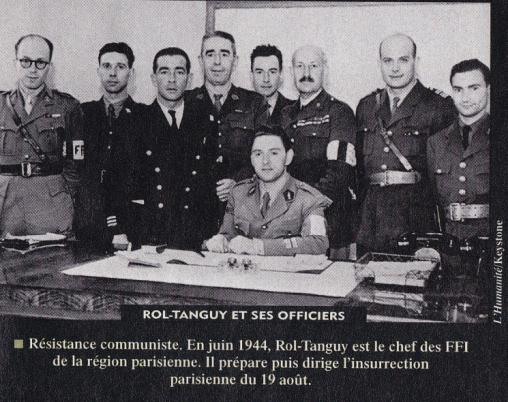 FF
L'Humanité/Keystone
ROL-TANGUY ET SES OFFICIERS
■ Résistance communiste. En juin 1944, Rol-Tanguy est le chef des FFI
de la région parisienne. Il prépare puis dirige l'insurrection
parisienne du 19 août.